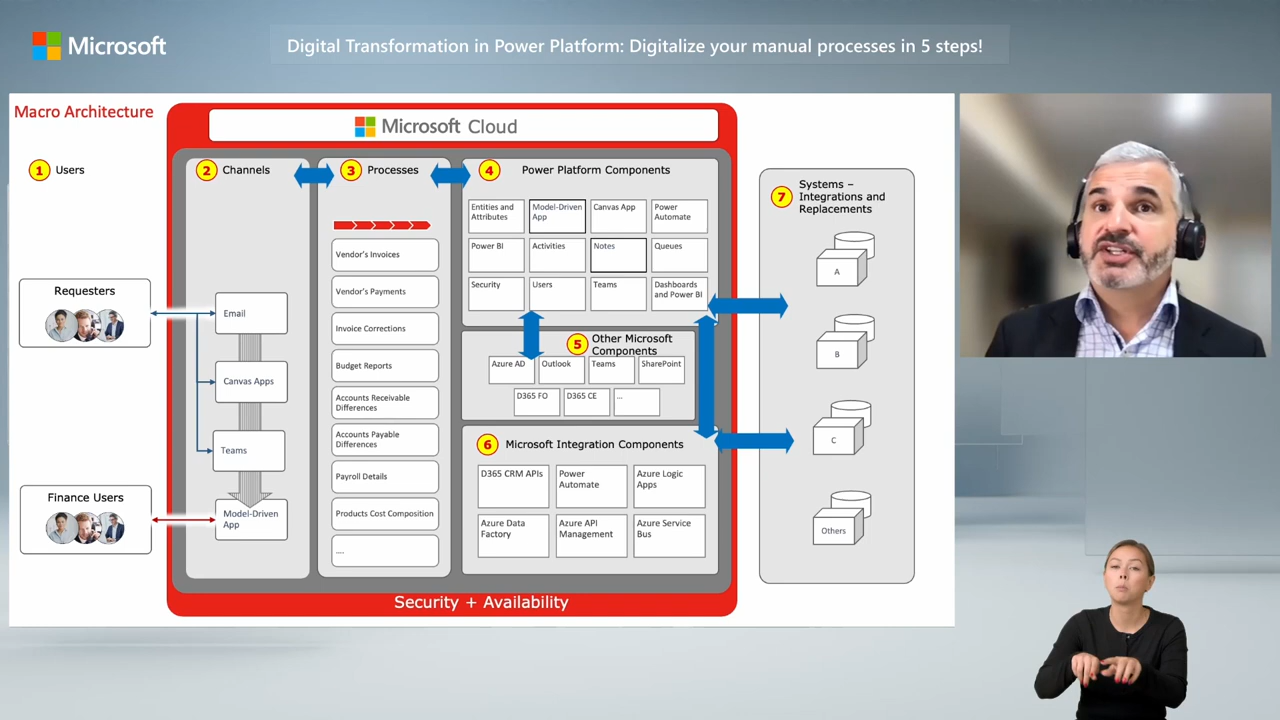 Microsoft
Digital Transformation in Power Platform: Digitalize your manual processes in 5 steps!
Macro Architecture
Microsoft Cloud
1 Users
Requesters
Finance Users
2 Channels
Email
Canvas Apps
Teams
Model-Driven
App
3 Processes
Vendor's Invoices
Vendor's Payments
Invoice Corrections
Budget Reports
Accounts Receivable
Differences
Accounts Payable
Differences
Payroll Details
Products Cost Composition
....
4 Power Platform Components
Entities and
Attributes
Model-Driven
App
Canvas App
Power
Automate
Power BI
Activities
Notes
Queues
Security
Users
Teams
Dashboards
and Power BI
5 Other Microsoft
Components
Azure AD
Outlook
Teams
SharePoint
D365 FO
D365 CE
...
6 Microsoft Integration Components
D365 CRM APIs
Power
Automate
Azure Logic
Apps
Azure Data
Factory
Azure API
Management
Azure Service
Bus
7 Systems –
Integrations and
Replacements
A
B
C
Others
Security + Availability